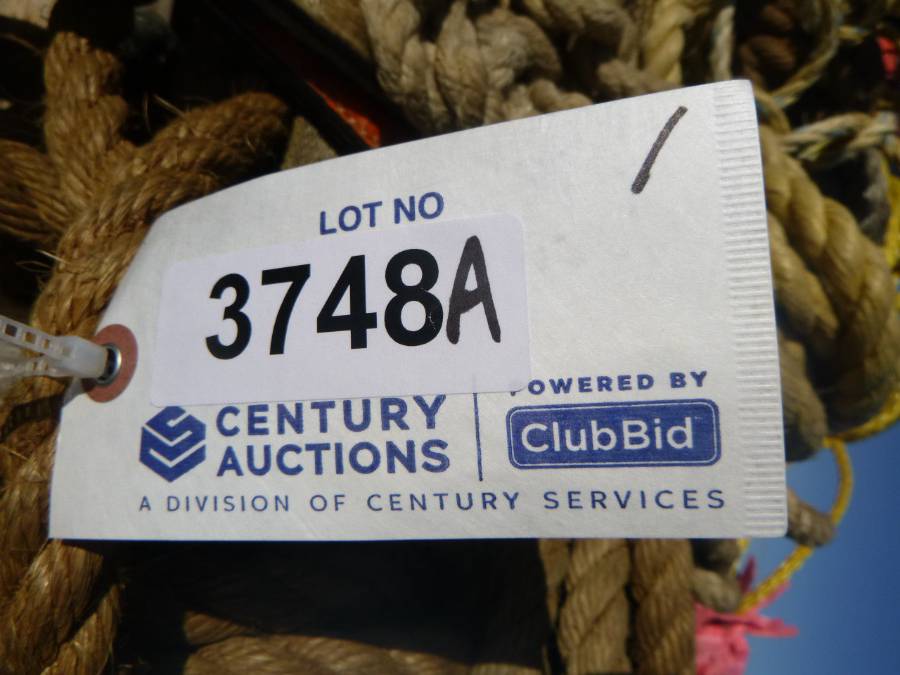 LOT NO
3748A
CENTURY
AUCTIONS
POWERED BY
ClubBid
A DIVISION OF CENTURY SERVICES